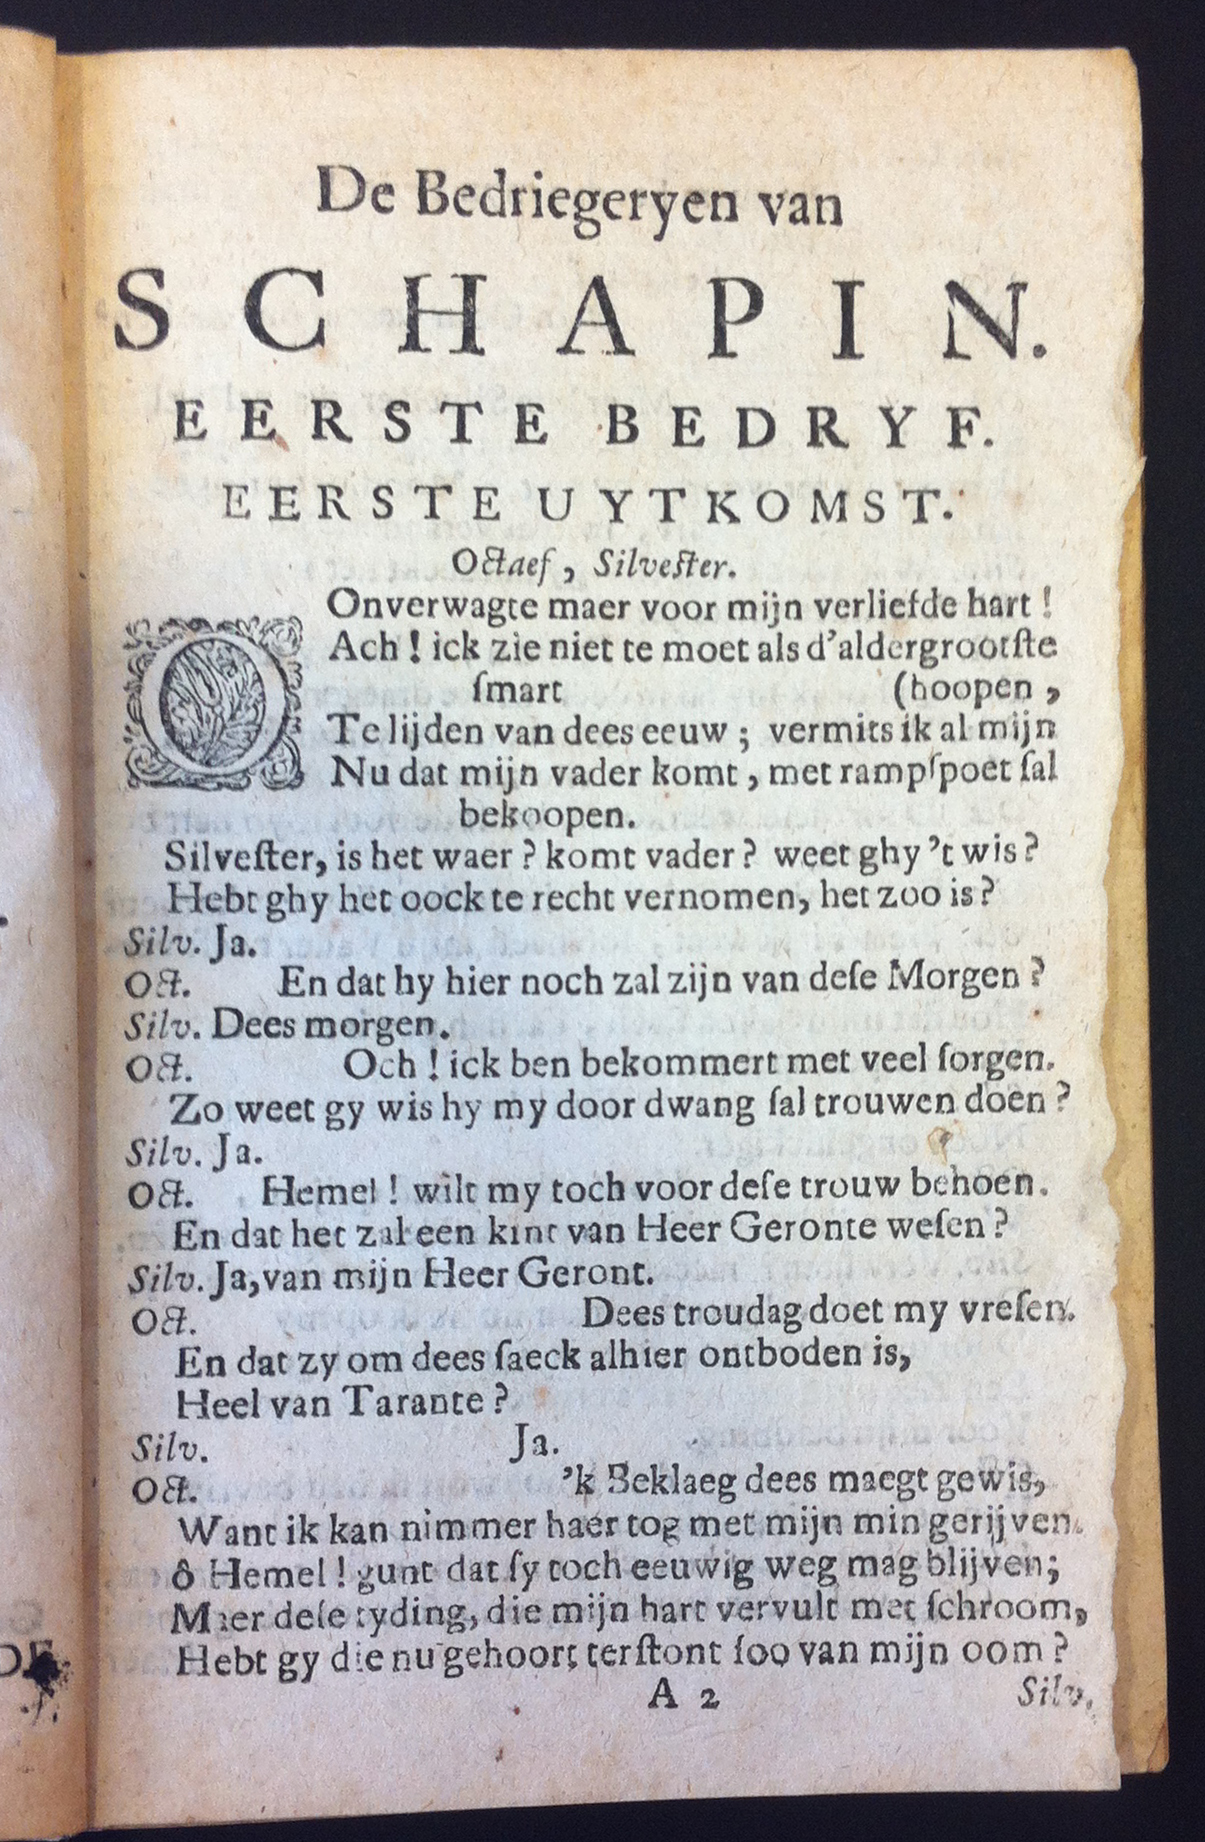 De Bedriegeryen van
SCHAPIN.
EERSTE BEDRYF.
EERSTE UYTKOMST.
Octaef, Silvester.
OOnverwagte maer voor mijn verliefde hart!
Ach! ick zie niet te moet als d'aldergrootſte
ſmart (hoopen,
Te lijden van dees eeuw; vermits ik al mijn
Nu dat mijn vader komt, met rampſpoet ſal
bekoopen.
Silveſter, is het waer? komt vader? weet ghy 't wis?
Hebt ghy het oock te recht vernomen, het zoo is?
Silv. Ja.
Oct. En dat hy hier noch zal zijn van deſe Morgen?
Silv. Dees morgen.
Oct. Och! ick ben bekommert met veel ſorgen.
Zo weet gy wis hy my door dwang ſal trouwen doen?
Silv. Ja.
Oct. Hemel! wilt my toch voor deſe trouw behoen.
En dat het zal een kint van Heer Geronte weſen?
Silv. Ja, van mijn Heer Geront.
Oct. Dees troudag doet my vreſen.
En dat zy om dees ſaeck alhier ontboden is,
Heel van Tarante?
Silv. Ja.
Oct. 'k Beklaeg dees maegt gewis,
Want ik kan nimmer haer tog met mijn min gerijven.
ô Hemel! gunt dat ſy toch eeuwig weg mag blijven;
Maer deſe tyding, die mijn hart vervult met ſchroom,
Hebt gy die nu gehoort terſtont ſoo van mijn oom?
A 2 Silv.